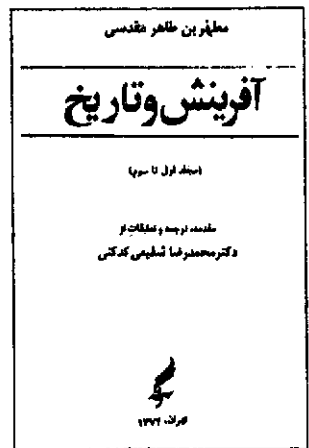 مطهر بن طاهر مقدسی
آفرینش و تاریخ
(مجلد اول تا سوم)
مقدمه، ترجمه و تعلیقات از
دکتر محمدرضا شفیعی کدکنی
تهران، ۱۳۷۴